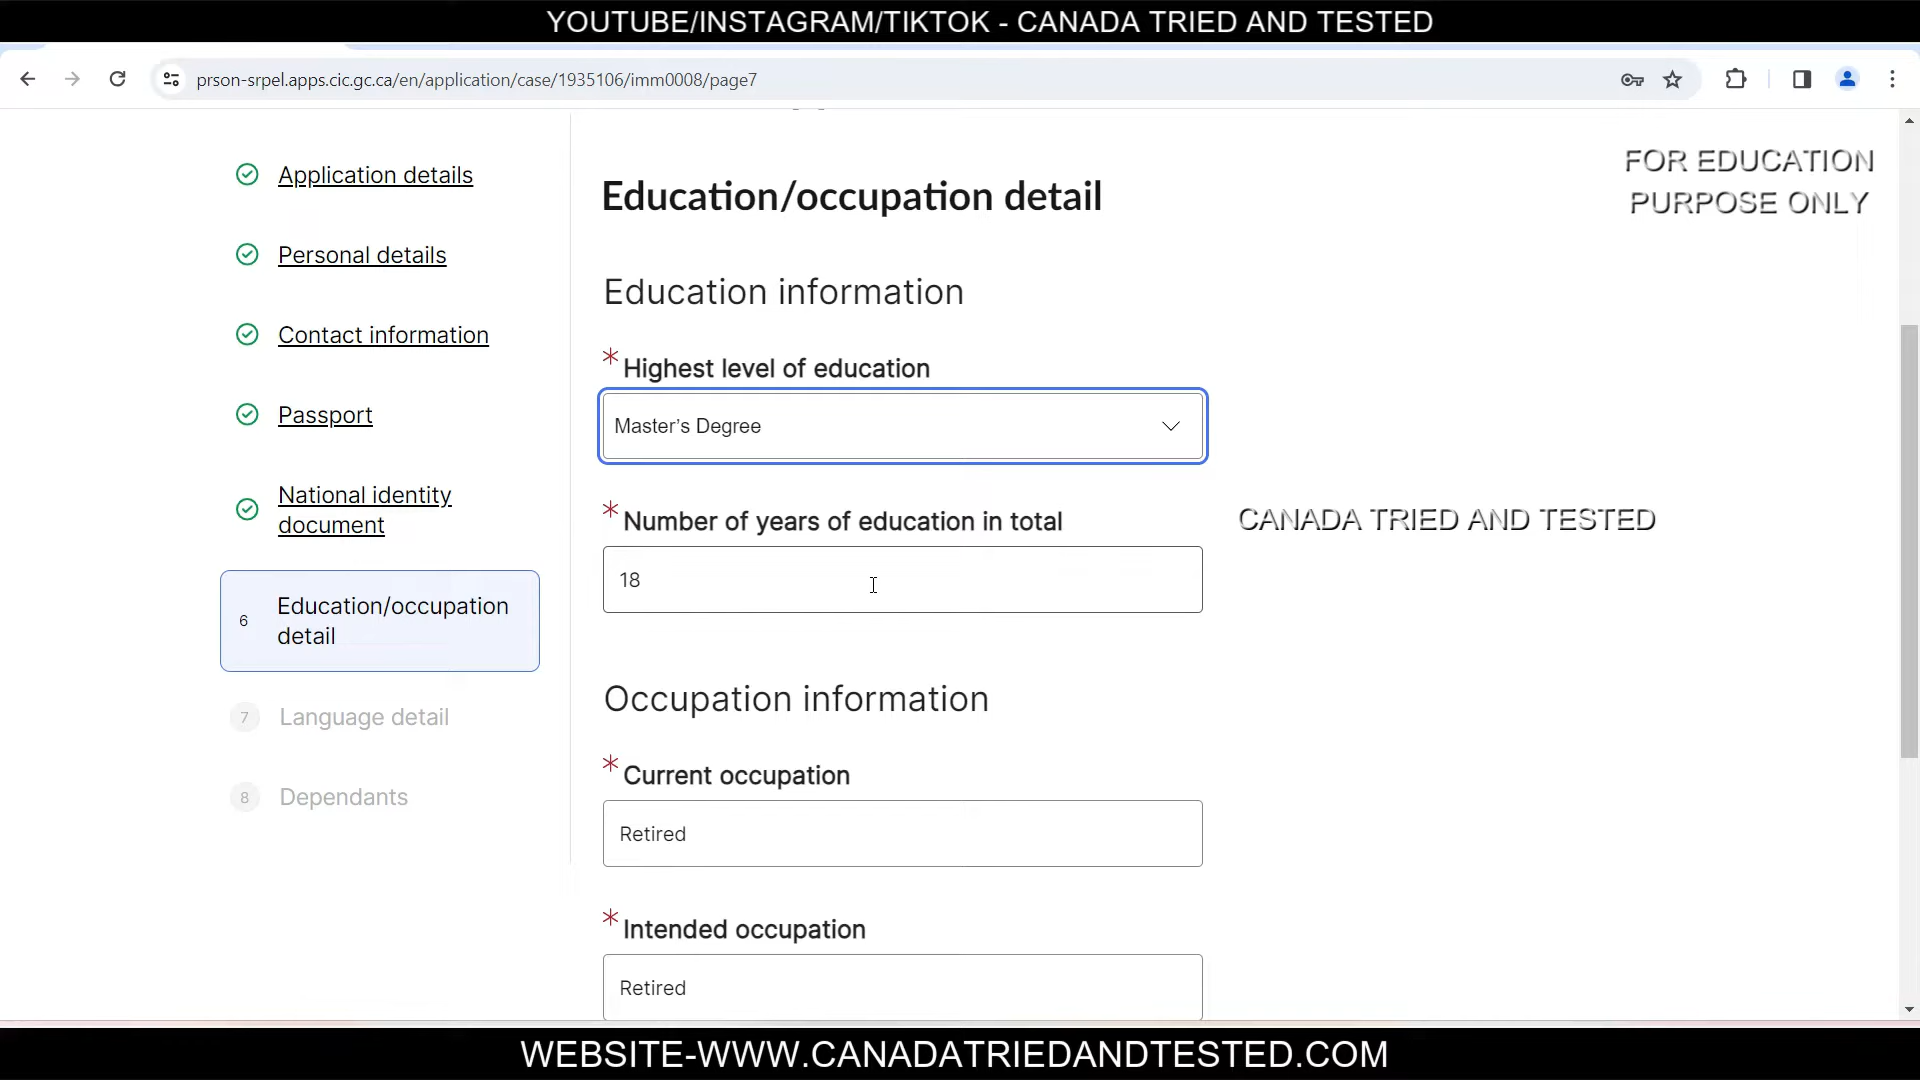 YOUTUBE/INSTAGRAM/TIKTOK - CANADA TRIED AND TESTED
prson-srpel.apps.cic.gc.ca/en/application/case/1935106/imm0008/page7
Application details
Personal details
Contact information
Passport
National identity
document
6
Education/occupation
detail
7
Language detail
8
Dependants
FOR EDUCATION
PURPOSE ONLY
Education/occupation detail
Education information
* Highest level of education
Master’s Degree
* Number of years of education in total
18
CANADA TRIED AND TESTED
Occupation information
* Current occupation
Retired
* Intended occupation
Retired
WEBSITE-WWW.CANADATRIEDANDTESTED.COM